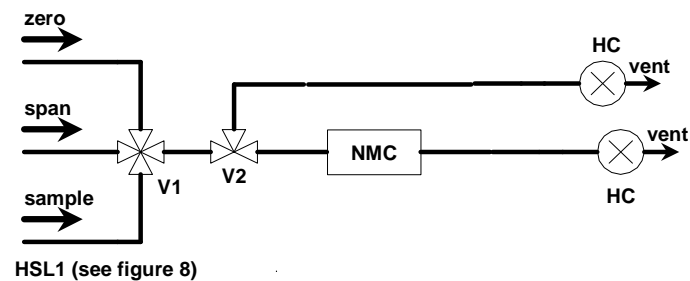 zero
HC
vent
span
vent
NMC
V1
V2
sample
HC
HSL1 (see figure 8)